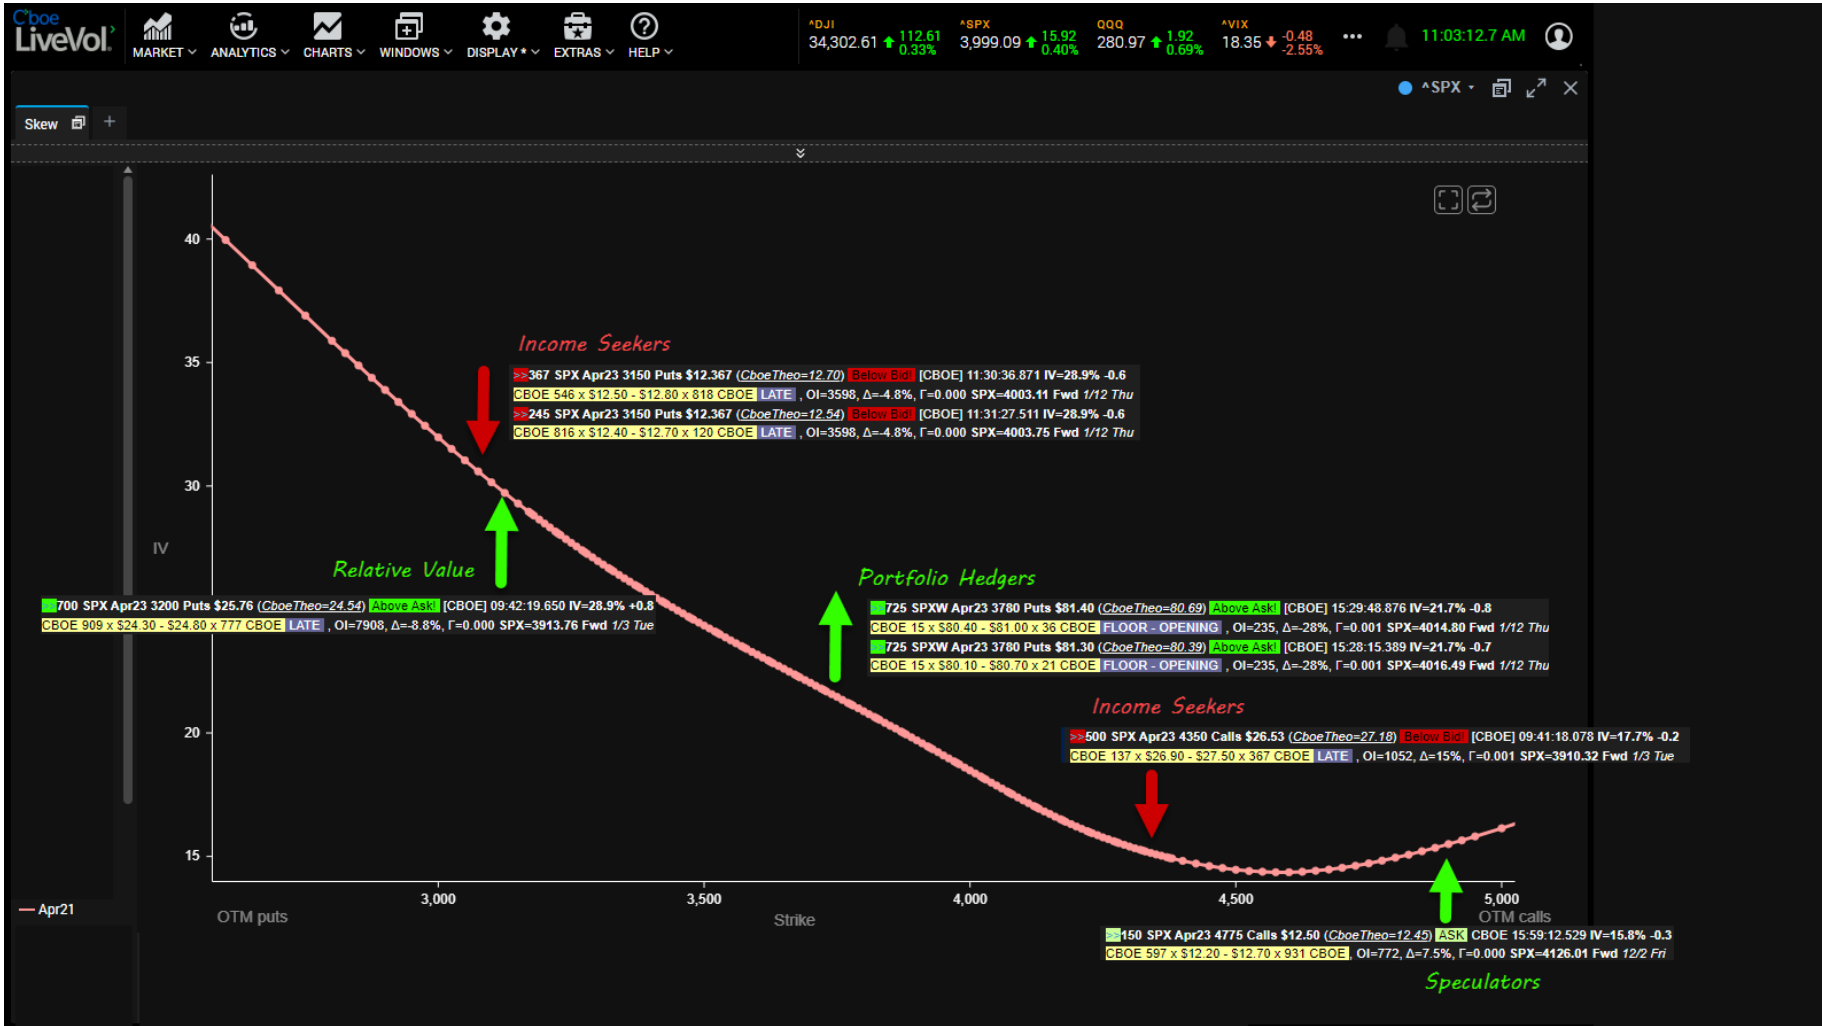 Cboe
LiveVol
MARKET
ANALYTICS
CHARTS
WINDOWS
DISPLAY *
EXTRAS
HELP
^DJI
34,302.61 112.61 0.33%
^SPX
3,999.09 15.92 0.40%
QQQ
280.97 1.92 0.69%
^VIX
18.35 -0.48 -2.55%
11:03:12.7 AM
^SPX
Skew +
40
35
30
20
15
IV
Income Seekers
>>367 SPX Apr23 3150 Puts $12.367 (CboeTheo=12.70) Below Bid! [CBOE] 11:30:36.871 IV=28.9% -0.6
CBOE 546 x $12.50 - $12.80 x 818 CBOE LATE , OI=3598, Δ=-4.8%, Γ=0.000 SPX=4003.11 Fwd 1/12 Thu
>>245 SPX Apr23 3150 Puts $12.367 (CboeTheo=12.54) Below Bid! [CBOE] 11:31:27.511 IV=28.9% -0.6
CBOE 816 x $12.40 - $12.70 x 120 CBOE LATE , OI=3598, Δ=-4.8%, Γ=0.000 SPX=4003.75 Fwd 1/12 Thu
Relative Value
>>700 SPX Apr23 3200 Puts $25.76 (CboeTheo=24.54) Above Ask! [CBOE] 09:42:19.650 IV=28.9% +0.8
CBOE 909 x $24.30 - $24.80 x 777 CBOE LATE , OI=7908, Δ=-8.8%, Γ=0.000 SPX=3913.76 Fwd 1/3 Tue
Portfolio Hedgers
>>725 SPXW Apr23 3780 Puts $81.40 (CboeTheo=80.69) Above Ask! [CBOE] 15:29:48.876 IV=21.7% -0.8
CBOE 15 x $80.40 - $81.00 x 36 CBOE FLOOR - OPENING , OI=235, Δ=-28%, Γ=0.001 SPX=4014.80 Fwd 1/12 Thu
>>725 SPXW Apr23 3780 Puts $81.30 (CboeTheo=80.39) Above Ask! [CBOE] 15:28:15.389 IV=21.7% -0.7
CBOE 15 x $80.10 - $80.70 x 21 CBOE FLOOR - OPENING , OI=235, Δ=-28%, Γ=0.001 SPX=4016.49 Fwd 1/12 Thu
Income Seekers
>>500 SPX Apr23 4350 Calls $26.53 (CboeTheo=27.18) Below Bid! [CBOE] 09:41:18.078 IV=17.7% -0.2
CBOE 137 x $26.90 - $27.50 x 367 CBOE LATE , OI=1052, Δ=15%, Γ=0.001 SPX=3910.32 Fwd 1/3 Tue
3,000
3,500
4,000
4,500
5,000
Apr21
OTM puts
Strike
OTM calls
>>150 SPX Apr23 4775 Calls $12.50 (CboeTheo=12.45) ASK CBOE 15:59:12.529 IV=15.8% -0.3
CBOE 597 x $12.20 - $12.70 x 931 CBOE , OI=772, Δ=7.5%, Γ=0.000 SPX=4126.01 Fwd 12/2 Fri
Speculators